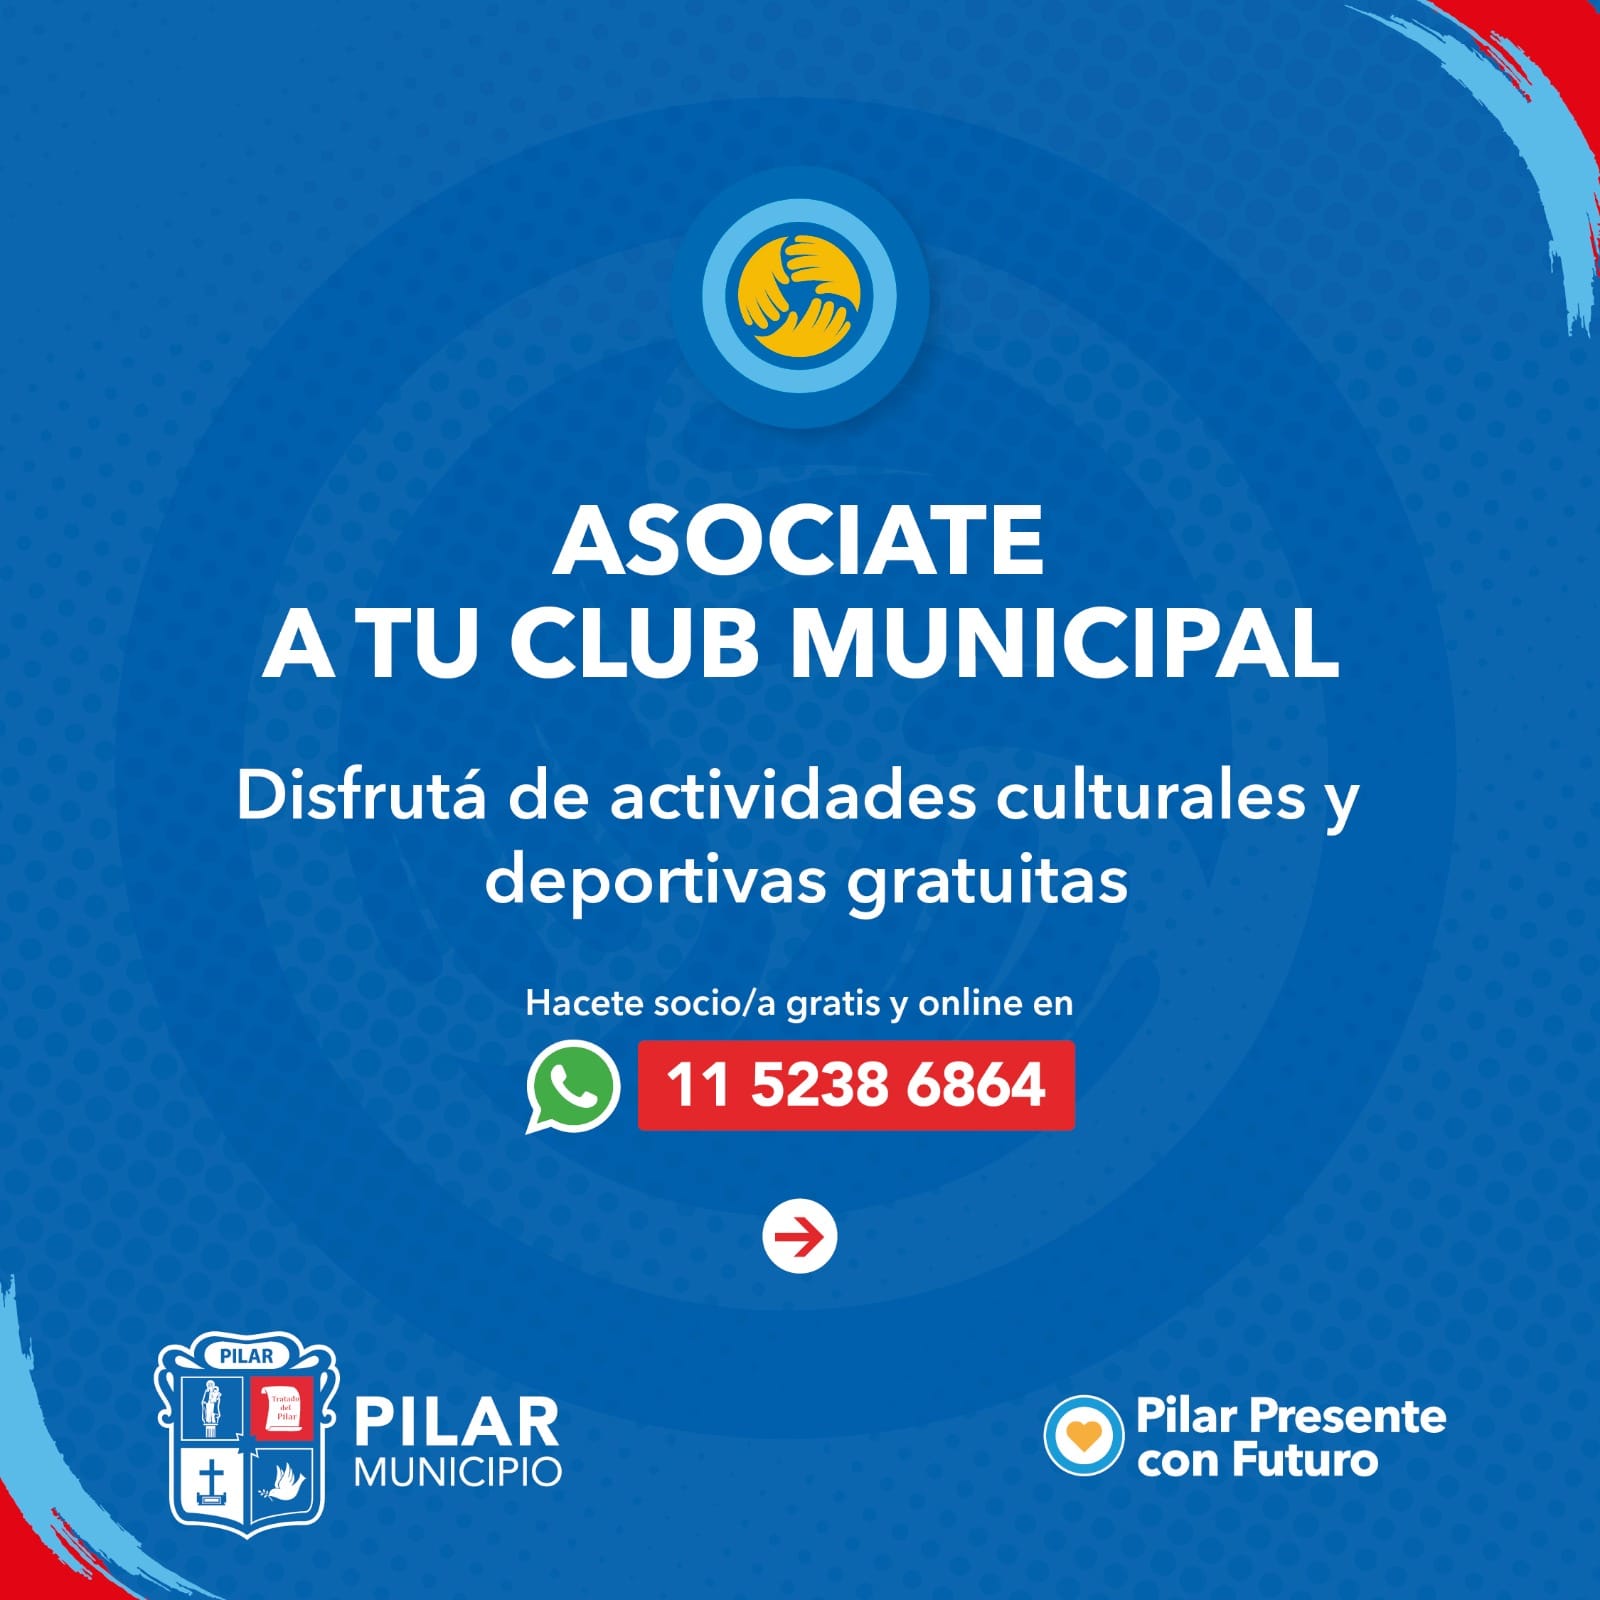 ASOCIATE
A TU CLUB MUNICIPAL
Disfrutá de actividades culturales y
deportivas gratuitas
Hacete socio/a gratis y online en
11 5238 6864
PILAR
Tratado
del
Pilar
PILAR
MUNICIPIO
Pilar Presente
con Futuro